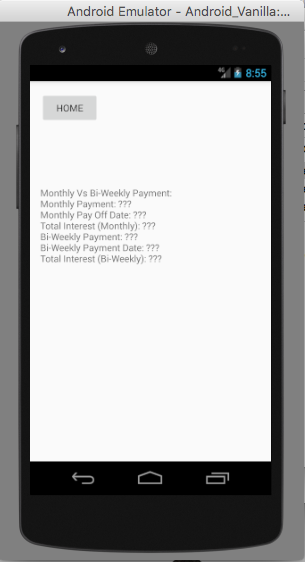 Android Emulator - Android_Vanilla:...
4G 8:55
HOME
Monthly Vs Bi-Weekly Payment:
Monthly Payment: ???
Monthly Pay Off Date: ???
Total Interest (Monthly): ???
Bi-Weekly Payment: ???
Bi-Weekly Payment Date: ???
Total Interest (Bi-Weekly): ???